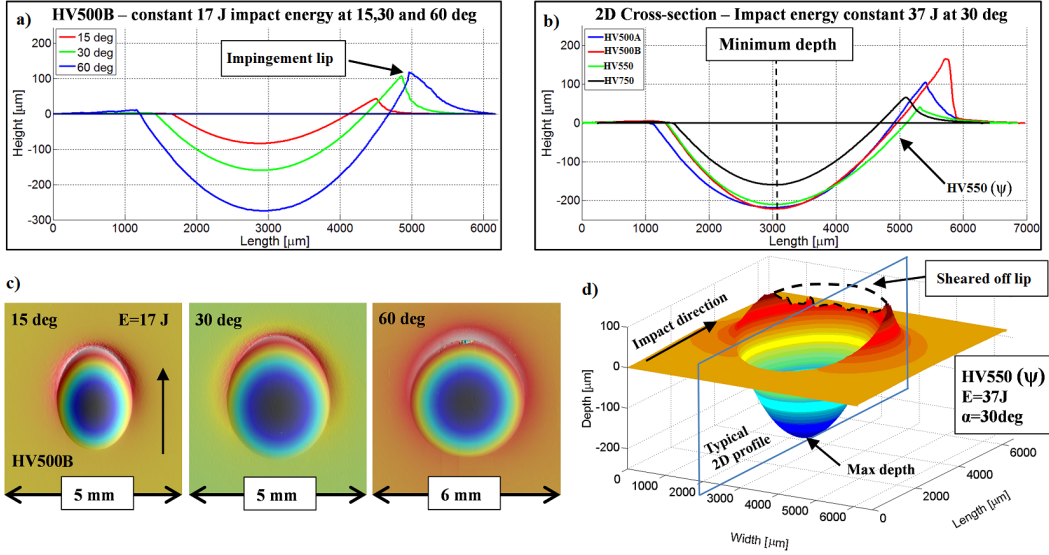 a)
HV500B – constant 17 J impact energy at 15,30 and 60 deg
15 deg
30 deg
60 deg
Impingement lip
Height [µm]
200
100
0
-100
-200
-300
0 1000 2000 3000 4000 5000 6000
Length [µm]
b)
2D Cross-section – Impact energy constant 37 J at 30 deg
HV500A
HV500B
HV550
HV750
Minimum depth
HV550 (ψ)
Height [µm]
200
100
0
-100
-200
0 1000 2000 3000 4000 5000 6000 7000
Length [µm]
c)
15 deg
E=17 J
HV500B
5 mm
30 deg
5 mm
60 deg
6 mm
d)
Sheared off lip
Impact direction
HV550 (ψ)
E=37J
α=30deg
Typical
2D profile
Max depth
Depth [µm]
100
0
-100
-200
0
1000
2000
3000
4000
5000
6000
Width [µm]
0
2000
4000
6000
Length [µm]